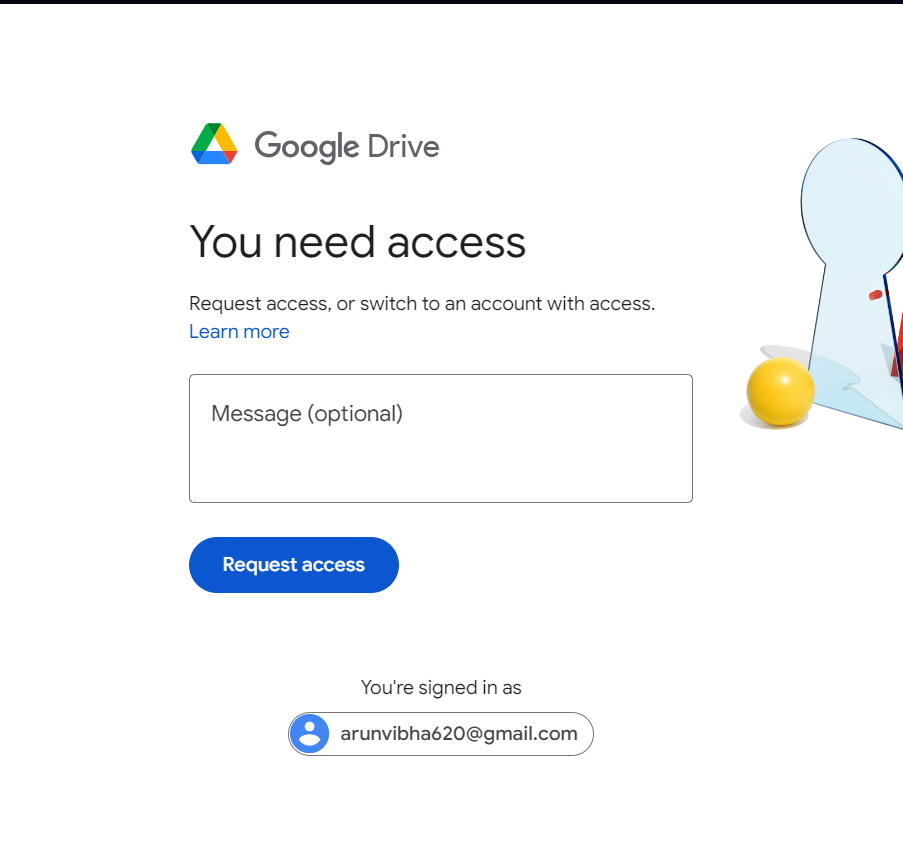 Google Drive
You need access
Request access, or switch to an account with access.
Learn more
Message (optional)
Request access
You're signed in as
arunvibha620@gmail.com